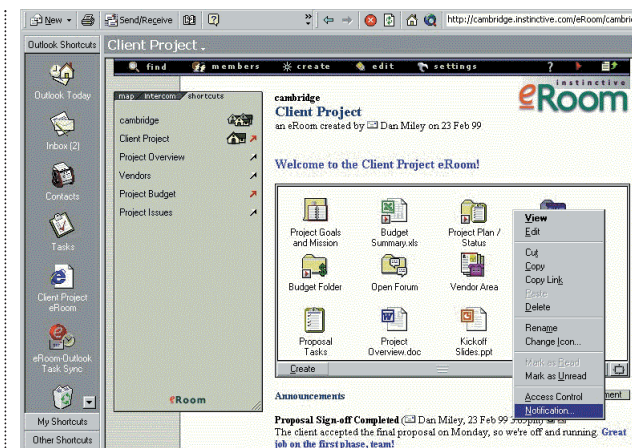 New
Send/Receive
http://cambridge.instinctive.com/eRoom/cambri
Outlook Shortcuts
Client Project
find members create edit settings ?
Outlook Today
Inbox (2)
Contacts
Tasks
Client Project
eRoom
eRoom-Outlook
Task Sync
My Shortcuts
Other Shortcuts
map intercom shortcuts
cambridge
Client Project
Project Overview
Vendors
Project Budget
Project Issues
eRoom
instinctive
eRoom
cambridge
Client Project
an eRoom created by Dan Miley on 23 Feb 99
Welcome to the Client Project eRoom!
Project Goals
and Mission
Budget
Summary.xls
Project Plan /
Status
Budget Folder
Open Forum
Vendor Area
Proposal
Tasks
Project
Overview.doc
Kickoff
Slides.ppt
Create
View
Edit
Cut
Copy
Copy Link
Paste
Delete
Rename
Change Icon...
Mark as Read
Mark as Unread
Access Control
Notification...
Announcements
Proposal Sign-off Completed ( Dan Miley, 23 Feb 99
The client accepted the final proposal on Monday, so we're off and running. Great
job on the first phase, team!